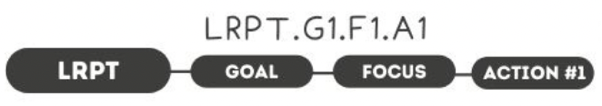 LRPT.G1.F1.A1
LRPT GOAL FOCUS ACTION #1